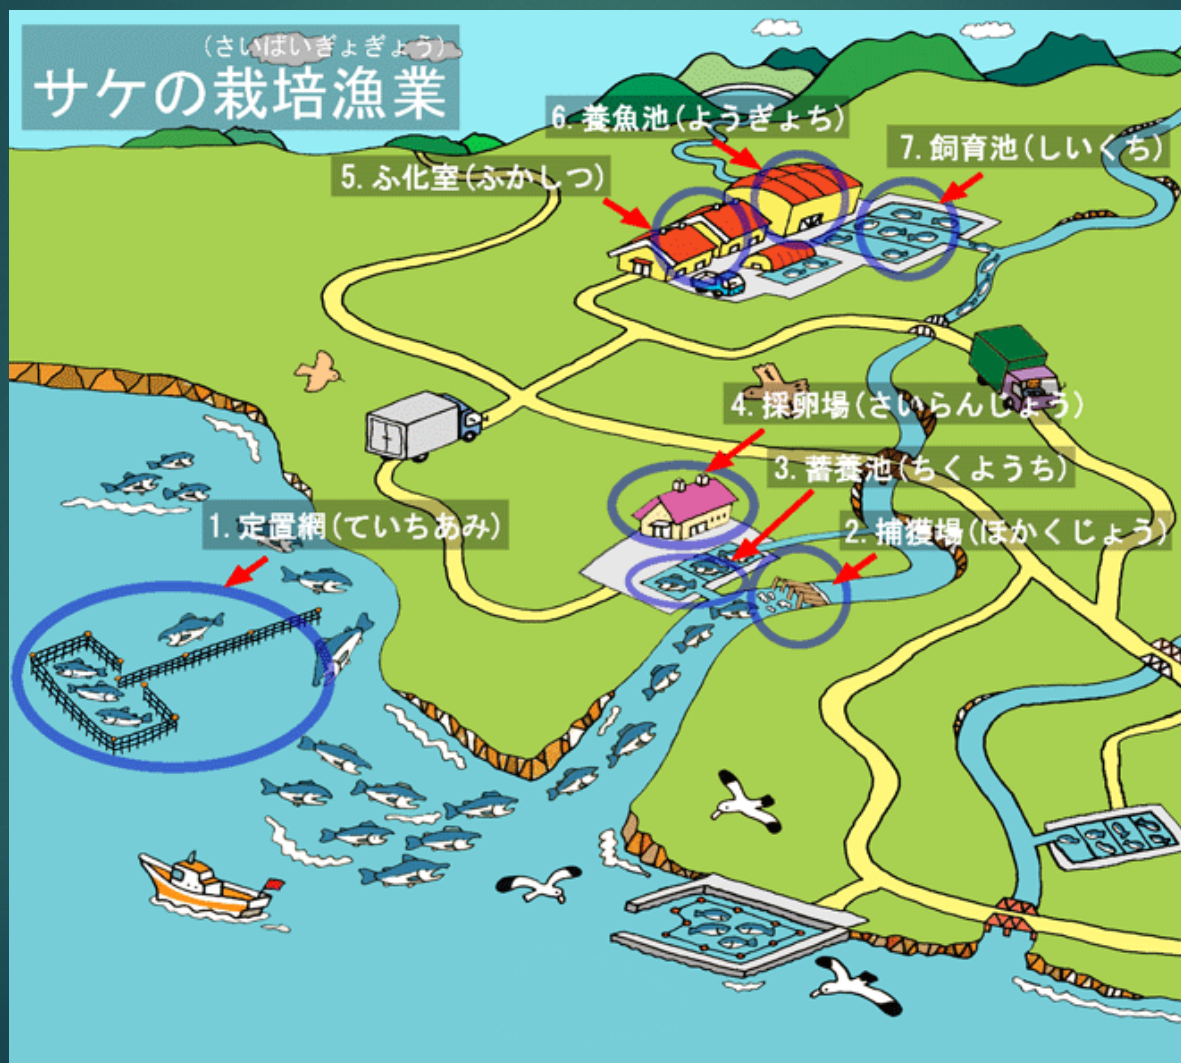 (さいばいぎょぎょう)
サケの栽培漁業
6.養魚池(ようぎょち)
7.飼育池(しいくち)
5.ふ化室(ふかしつ)
4.採卵場(さいらんじょう)
3.蓄養池(ちくようち)
1.定置網(ていちあみ)
2.捕獲場(ほかくじょう)